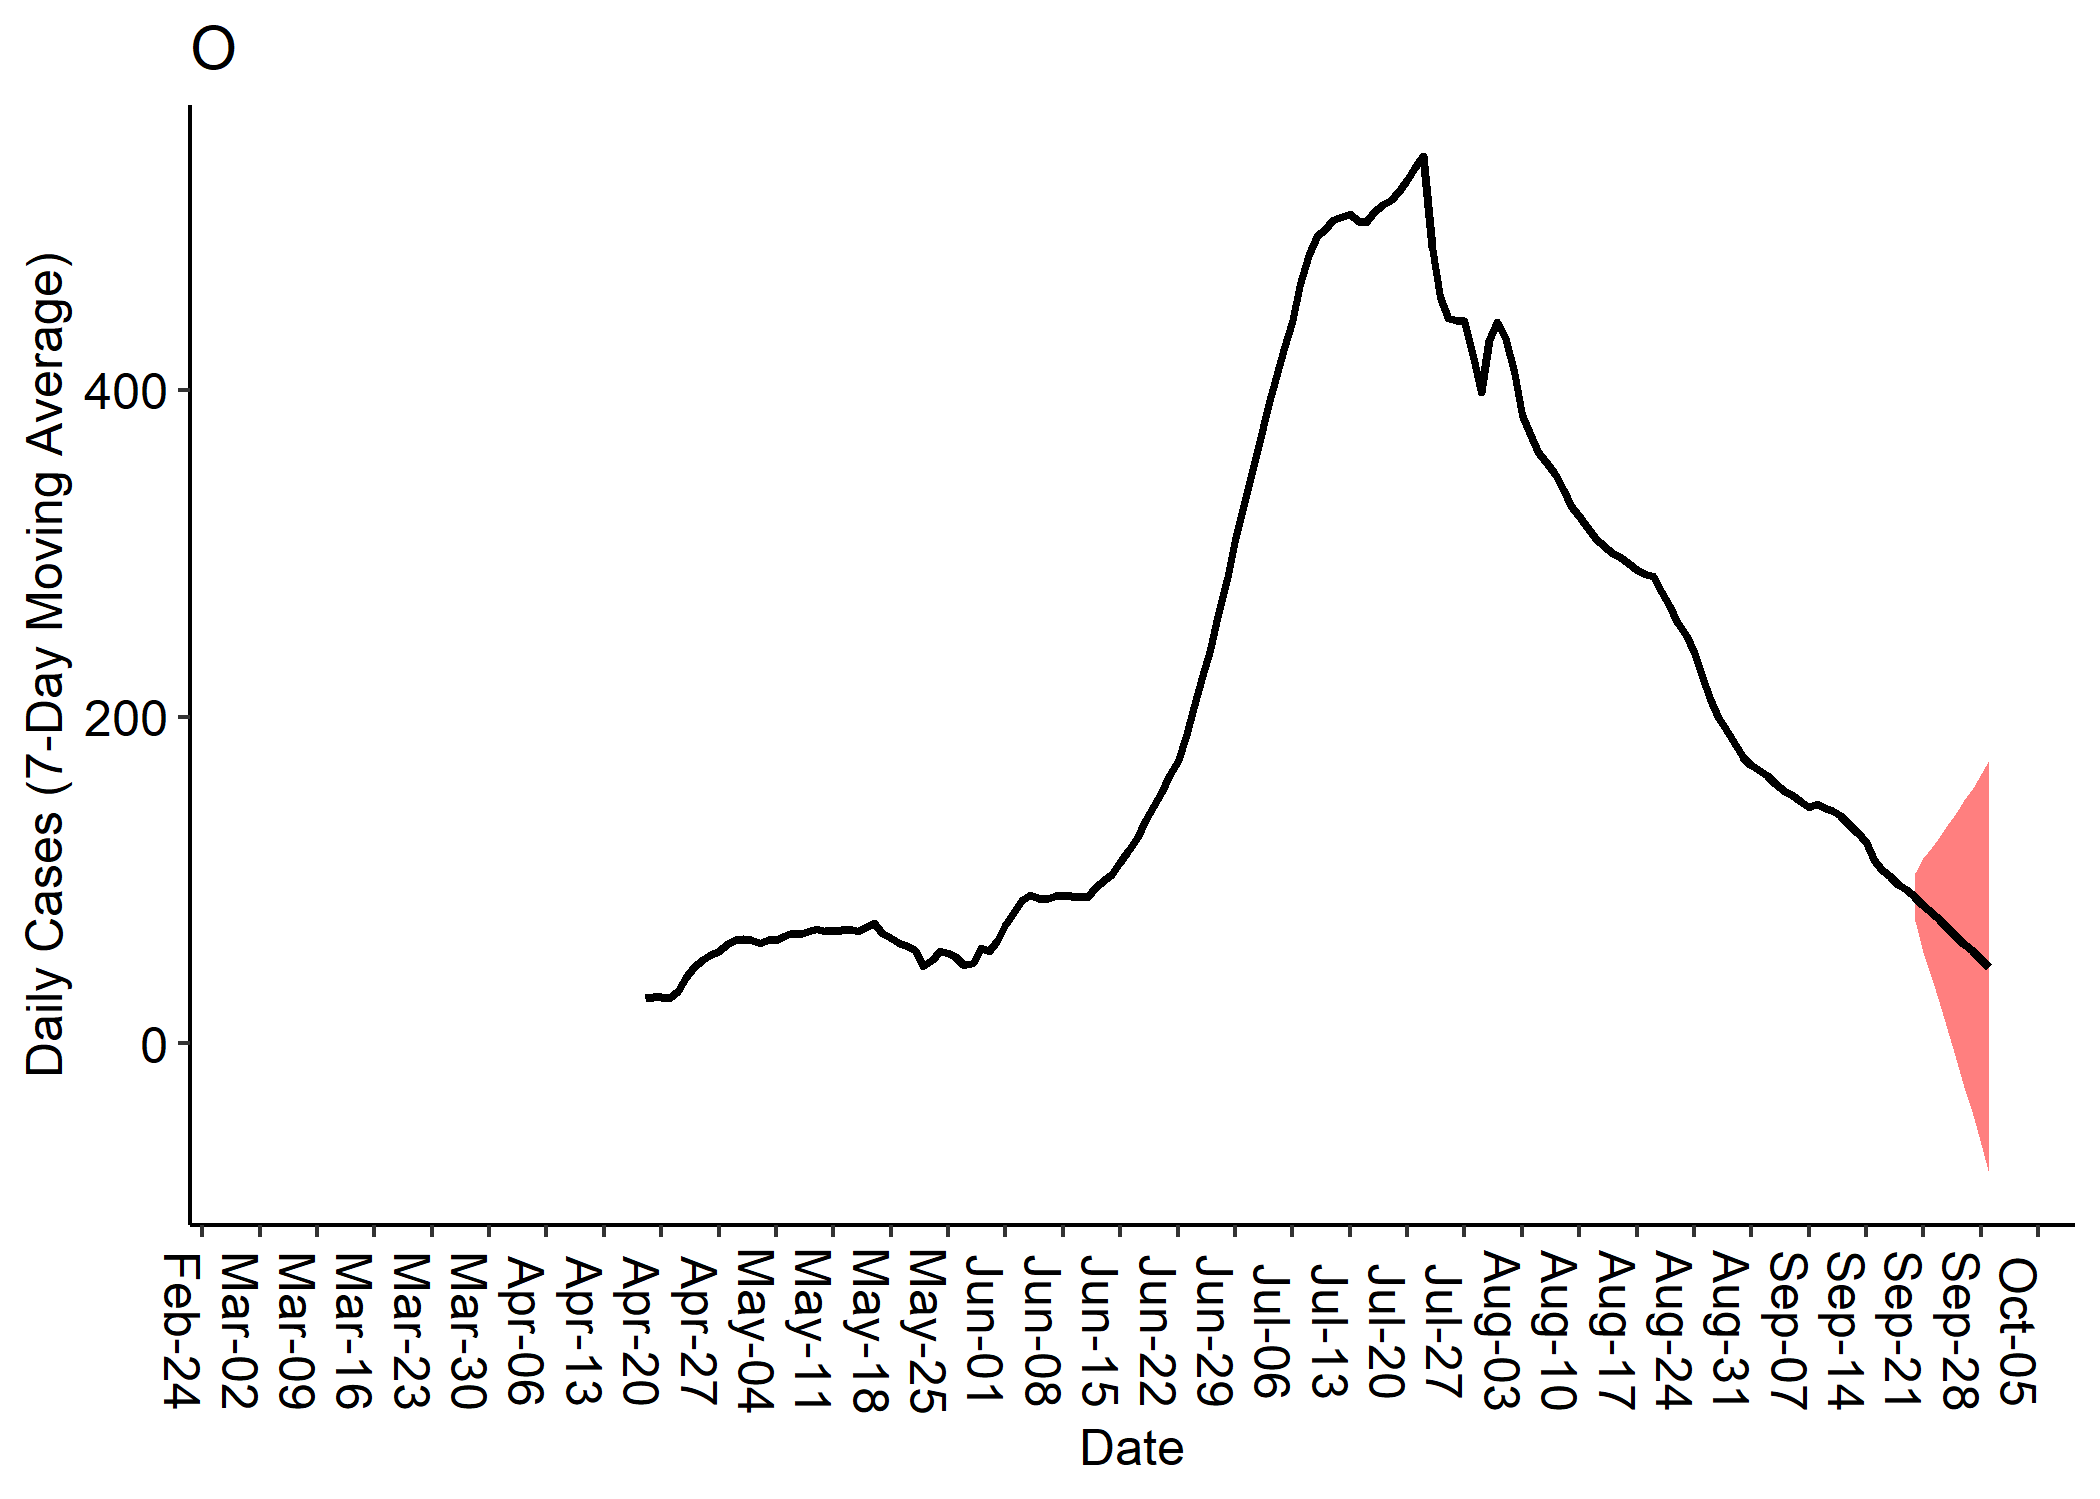 O
Daily Cases (7-Day Moving Average)
400
200
0
Feb-24
Mar-02
Mar-09
Mar-16
Mar-23
Mar-30
Apr-06
Apr-13
Apr-20
Apr-27
May-04
May-11
May-18
May-25
Jun-01
Jun-08
Jun-15
Jun-22
Jun-29
Jul-06
Jul-13
Jul-20
Jul-27
Aug-03
Aug-10
Aug-17
Aug-24
Aug-31
Sep-07
Sep-14
Sep-21
Sep-28
Oct-05
Date